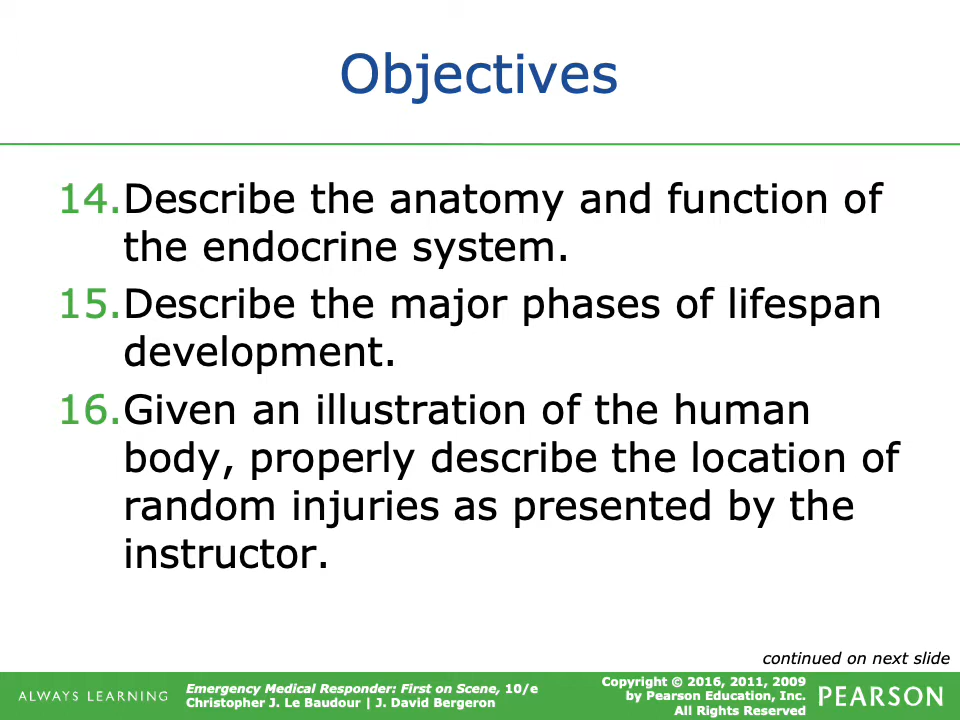 Objectives
14.Describe the anatomy and function of
the endocrine system.
15.Describe the major phases of lifespan
development.
16.Given an illustration of the human
body, properly describe the location of
random injuries as presented by the
instructor.
continued on next slide
ALWAYS LEARNING
Emergency Medical Responder: First on Scene, 10/e
Christopher J. Le Baudour | J. David Bergeron
Copyright © 2016, 2011, 2009
by Pearson Education, Inc.
All Rights Reserved
PEARSON